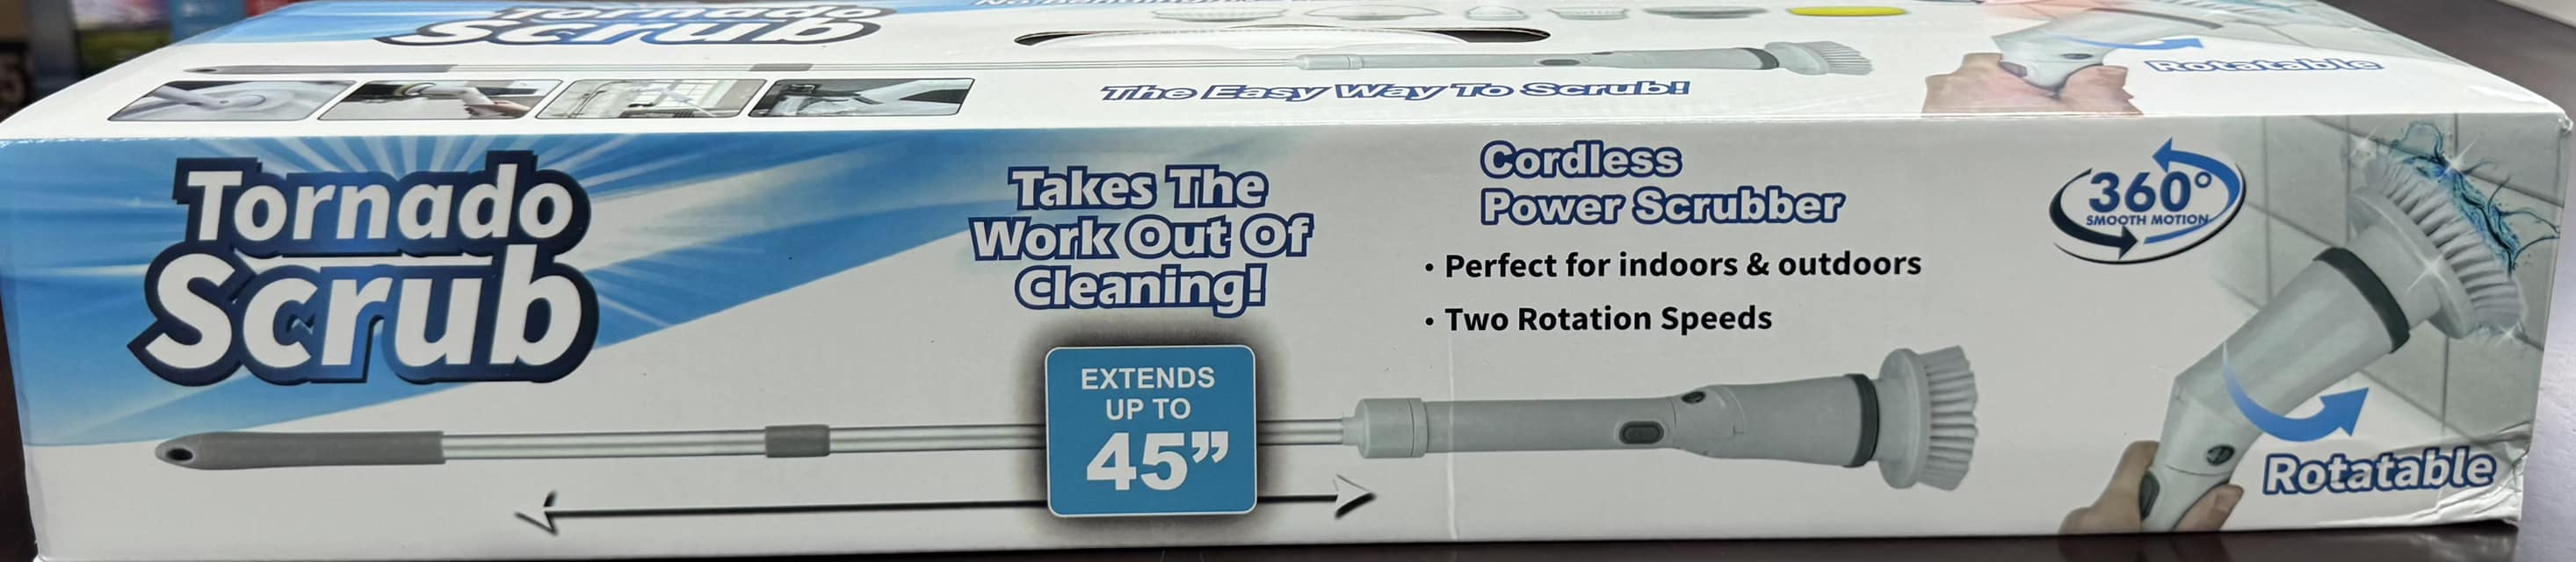 Tornado
Scrub
The Easy Way To Scrub!
Rotatable
Tornado
Scrub
Takes The
Work Out Of
Cleaning!
EXTENDS
UP TO
45”
Cordless
Power Scrubber
• Perfect for indoors & outdoors
• Two Rotation Speeds
360°
SMOOTH MOTION
Rotatable